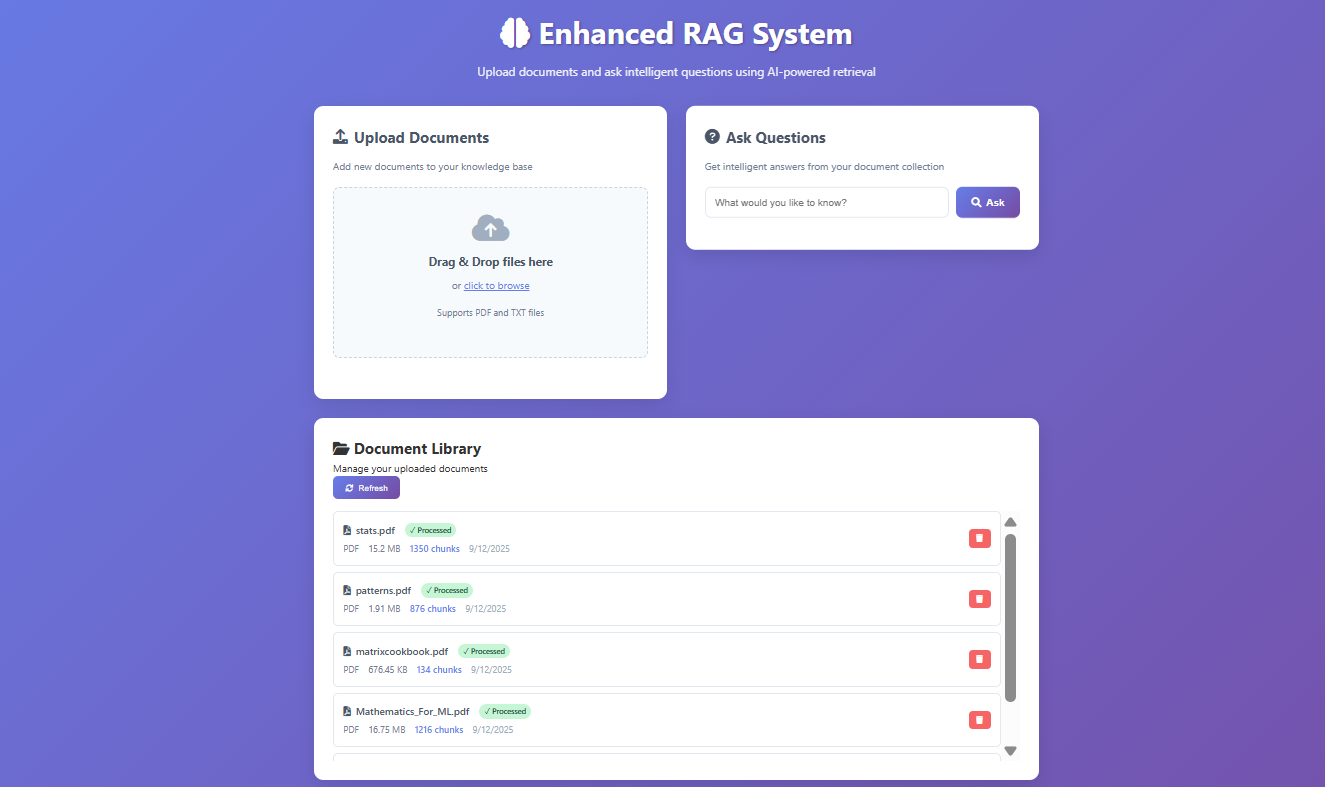 Enhanced RAG System
Upload documents and ask intelligent questions using AI-powered retrieval
Upload Documents
Add new documents to your knowledge base
Drag & Drop files here
or click to browse
Supports PDF and TXT files
Ask Questions
Get intelligent answers from your document collection
What would you like to know?
Ask
Document Library
Manage your uploaded documents
Refresh
stats.pdf ✓ Processed
PDF 15.2 MB 1350 chunks 9/12/2025
patterns.pdf ✓ Processed
PDF 1.91 MB 876 chunks 9/12/2025
matrixcookbook.pdf ✓ Processed
PDF 676.45 KB 134 chunks 9/12/2025
Mathematics_For_ML.pdf ✓ Processed
PDF 16.75 MB 1216 chunks 9/12/2025